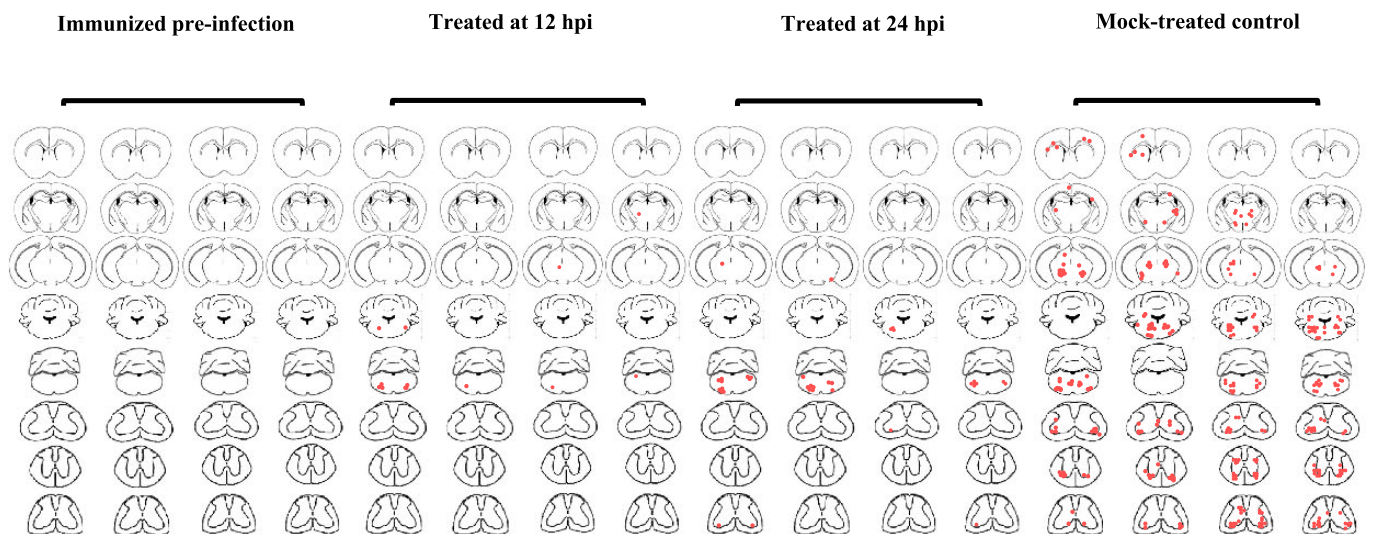 Immunized pre-infection
Treated at 12 hpi
Treated at 24 hpi
Mock-treated control